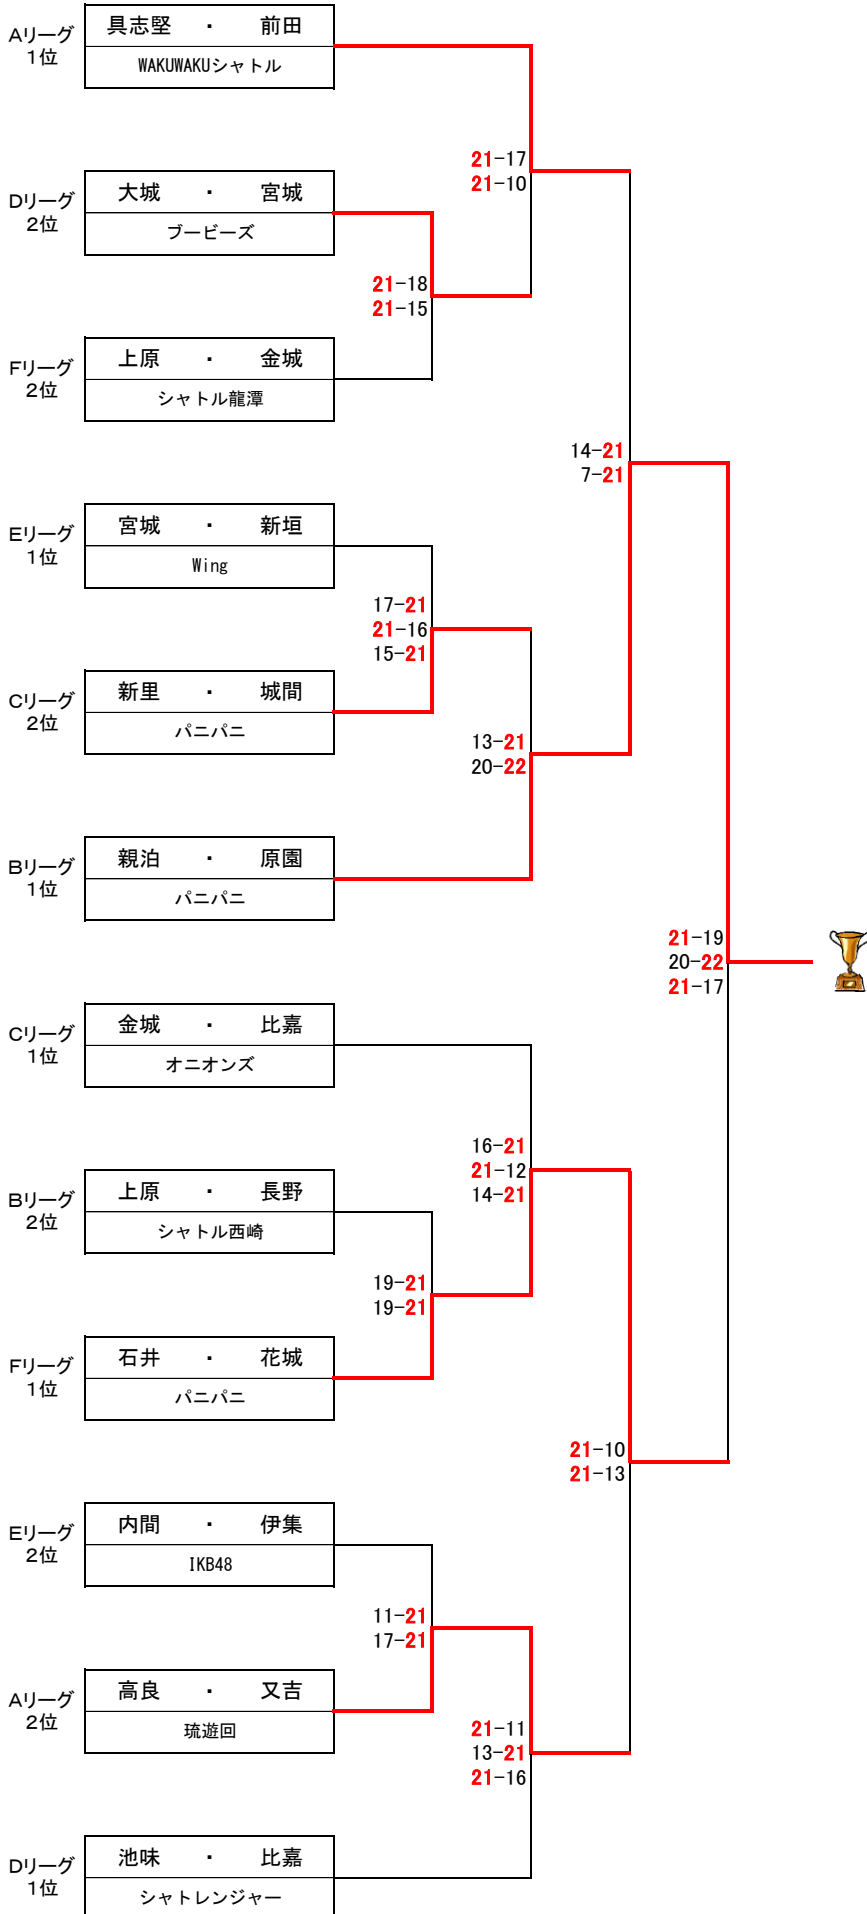 Aリーグ
1位
具志堅 ・ 前田
WAKUWAKUシャトル
21-17
21-10
Dリーグ
2位
大城 ・ 宮城
ブービーズ
21-18
21-15
Fリーグ
2位
上原 ・ 金城
シャトル龍潭
14-21
7-21
Eリーグ
1位
宮城 ・ 新垣
Wing
17-21
21-16
15-21
Cリーグ
2位
新里 ・ 城間
パニパニ
13-21
20-22
Bリーグ
1位
親泊 ・ 原園
パニパニ
21-19
20-22
21-17
Cリーグ
1位
金城 ・ 比嘉
オニオンズ
16-21
21-12
14-21
Bリーグ
2位
上原 ・ 長野
シャトル西崎
19-21
19-21
Fリーグ
1位
石井 ・ 花城
パニパニ
21-10
21-13
Eリーグ
2位
内間 ・ 伊集
IKB48
11-21
17-21
Aリーグ
2位
高良 ・ 又吉
琉遊回
21-11
13-21
21-16
Dリーグ
1位
池味 ・ 比嘉
シャトレンジャー